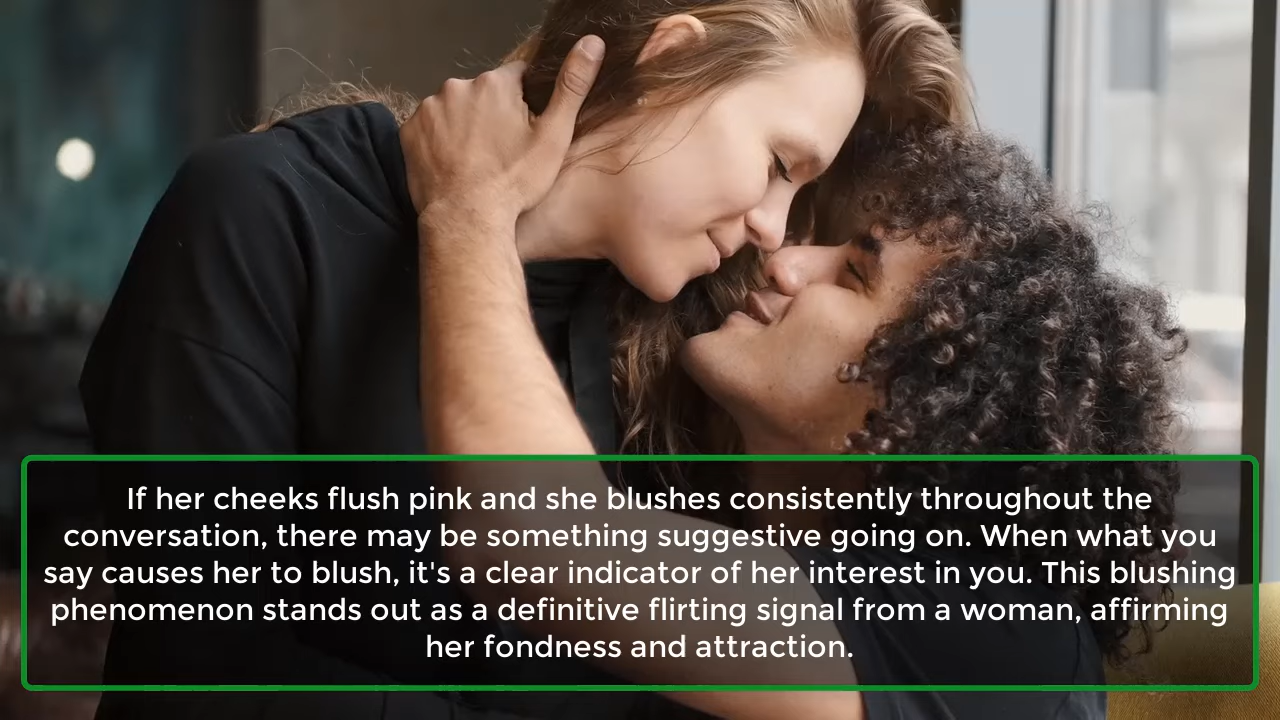 If her cheeks flush pink and she blushes consistently throughout the
conversation, there may be something suggestive going on. When what you
say causes her to blush, it's a clear indicator of her interest in you. This blushing
phenomenon stands out as a definitive flirting signal from a woman, affirming
her fondness and attraction.